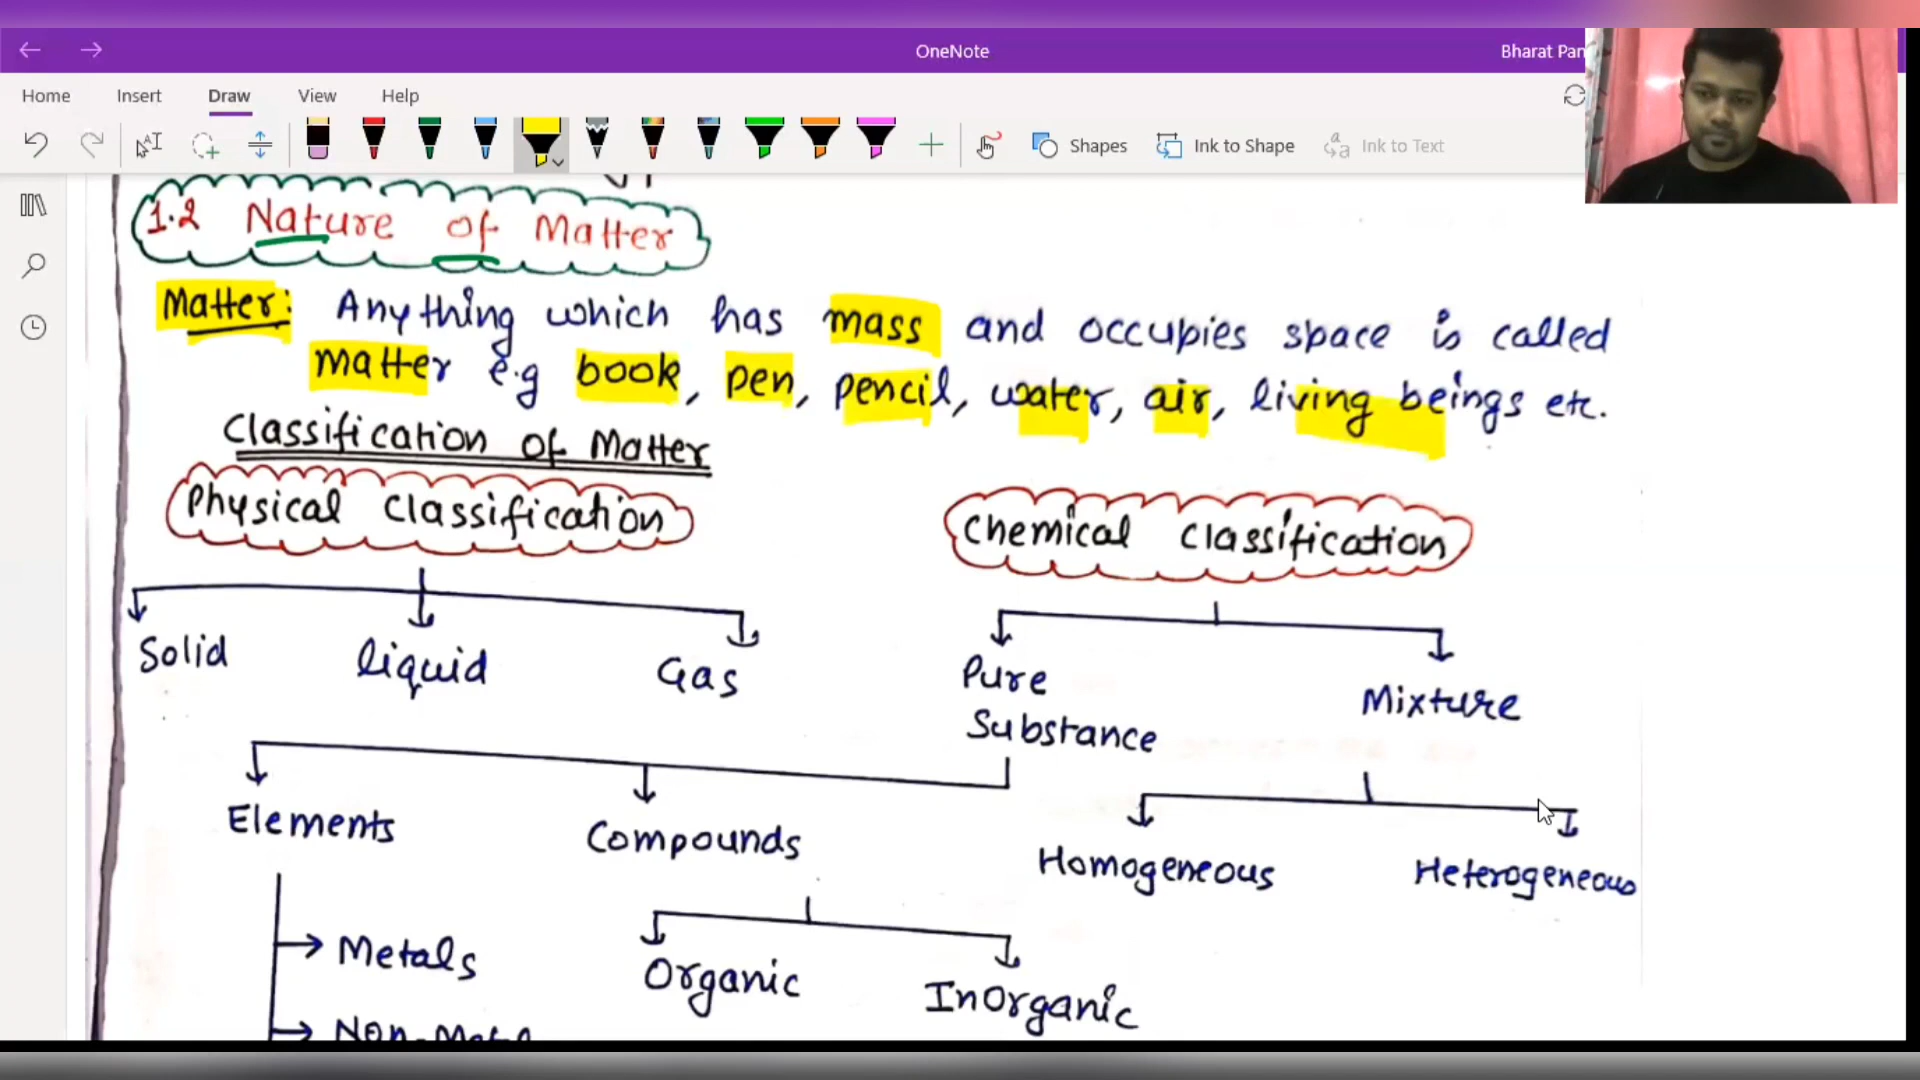 OneNote
Bharat Pan
Home Insert Draw View Help
Shapes Ink to Shape Ink to Text
1.2 Nature of Matter
Matter: Anything which has mass and occupies space is called
matter e.g book, pen, pencil, water, air, living beings etc.
Classification of Matter
Physical Classification
Chemical Classification
Solid liquid Gas
Pure
Substance
Mixture
Elements Compounds
Homogeneous Heterogeneous
Metals
Organic Inorganic
Non-Metal